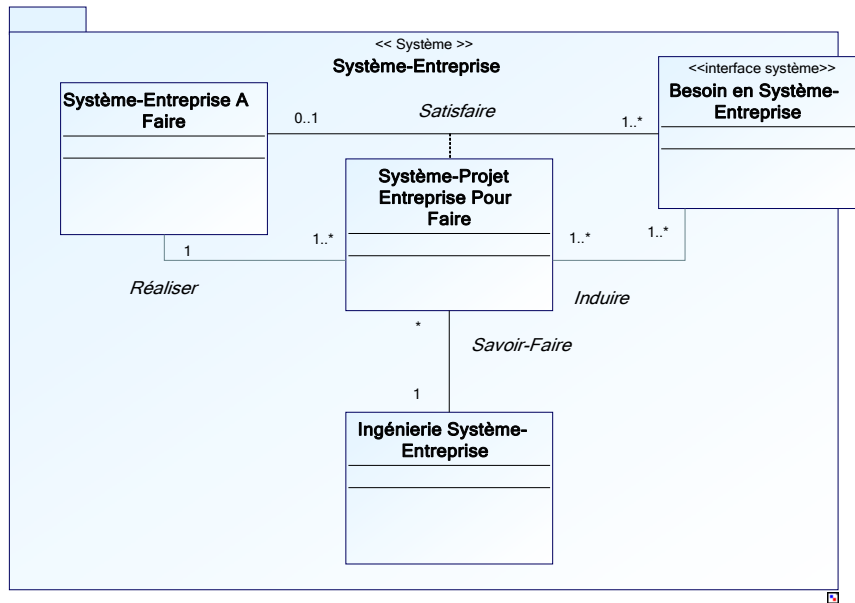 << Système >>
Système-Entreprise
<<interface système>>
Besoin en Système-
Entreprise
Système-Entreprise A
Faire
0..1
Satisfaire
1..*
Système-Projet
Entreprise Pour
Faire
1
1..*
1..*
1..*
Réaliser
Induire
*
Savoir-Faire
1
Ingénierie Système-
Entreprise